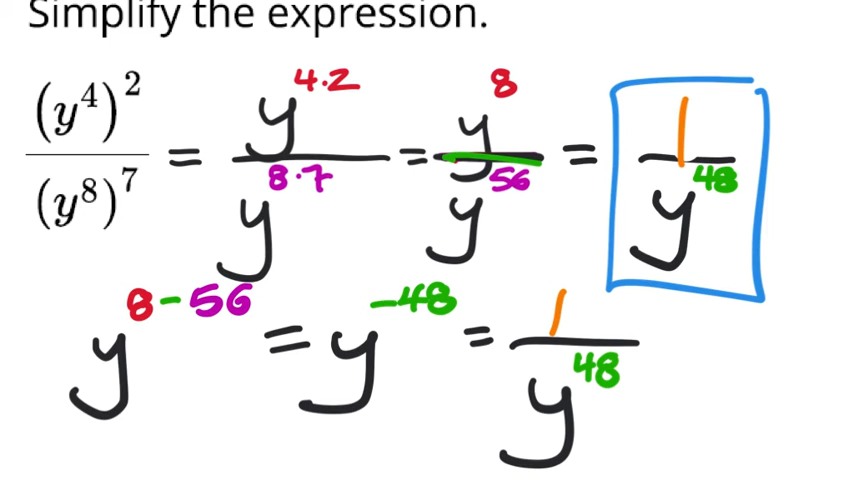 Simplify the expression.
(y^4)^2 / (y^8)^7 = y^{4·2} / y^{8·7} = y^8 / y^{56} = 1 / y^{48}
y^{8-56} = y^{-48} = 1 / y^{48}